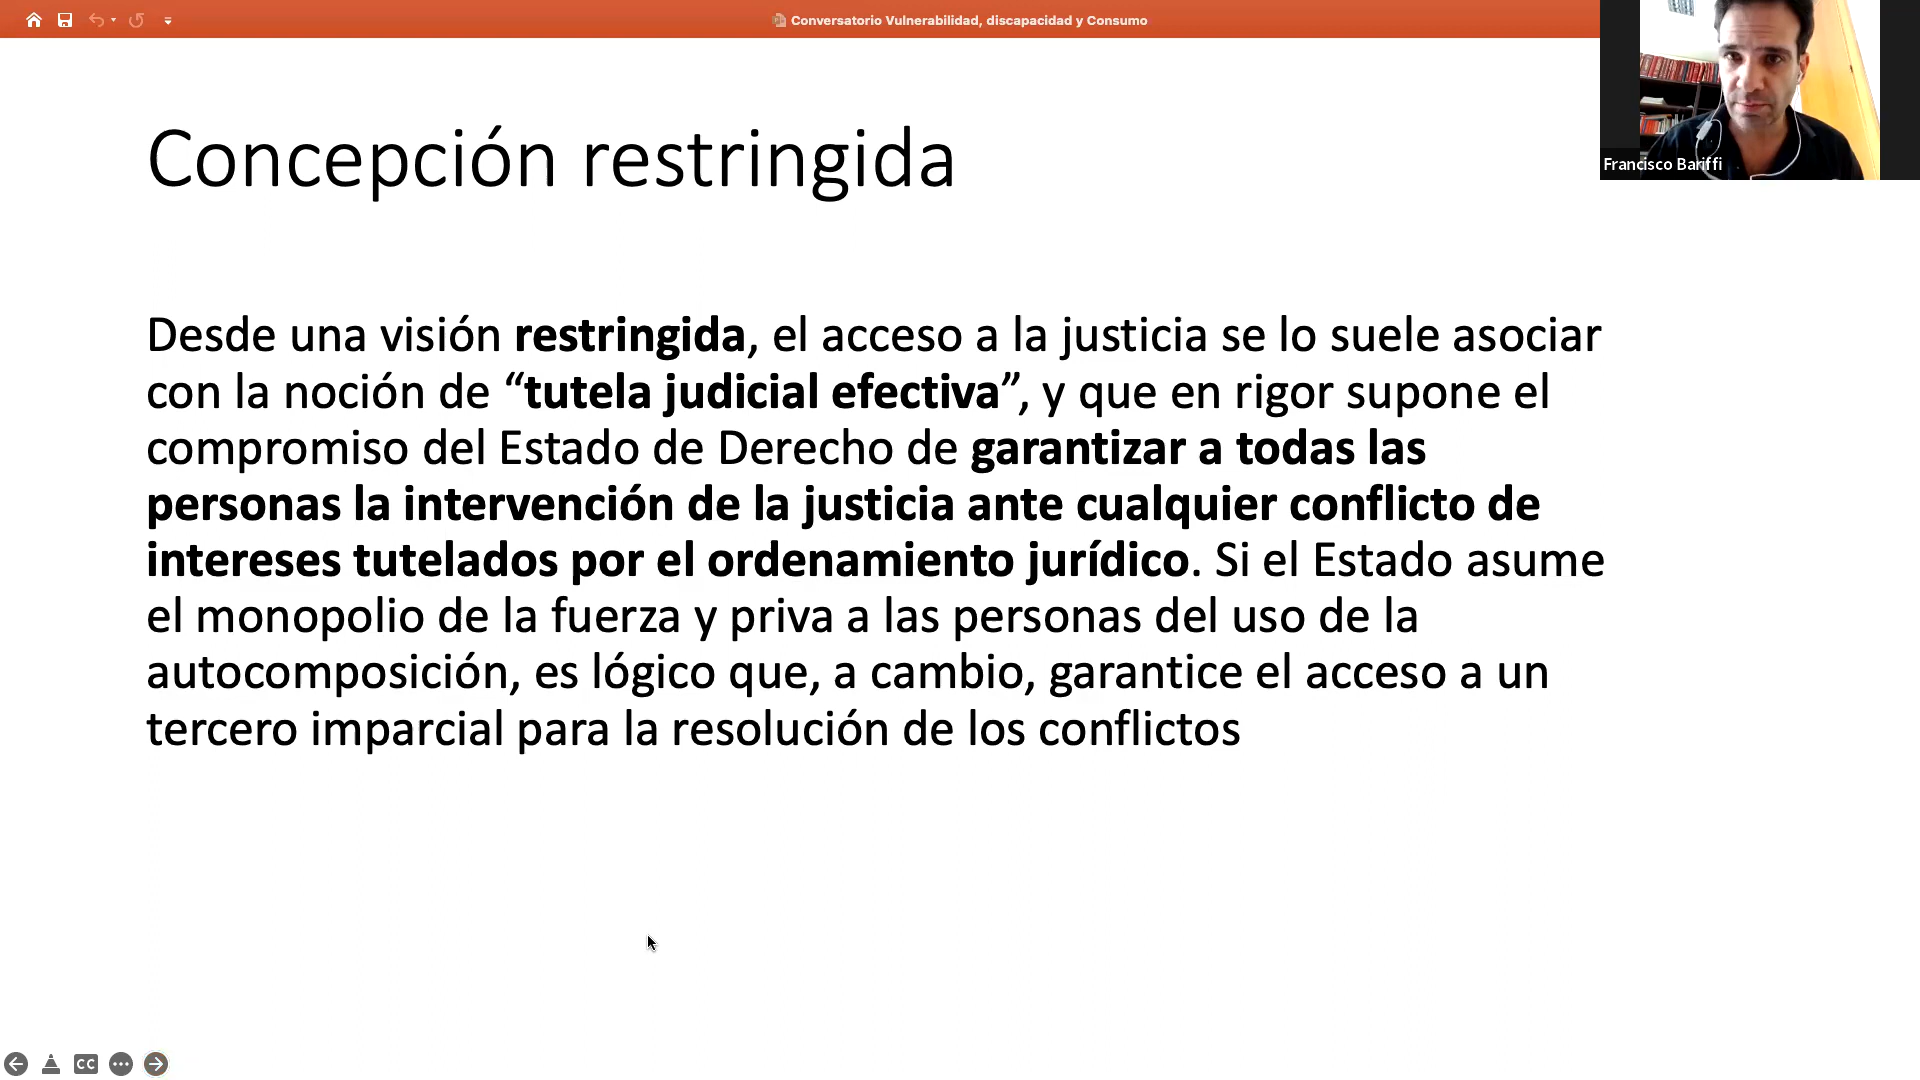 Conversatorio Vulnerabilidad, discapacidad y Consumo
Francisco Bariffi
Concepción restringida
Desde una visión restringida, el acceso a la justicia se lo suele asociar
con la noción de “tutela judicial efectiva”, y que en rigor supone el
compromiso del Estado de Derecho de garantizar a todas las
personas la intervención de la justicia ante cualquier conflicto de
intereses tutelados por el ordenamiento jurídico. Si el Estado asume
el monopolio de la fuerza y priva a las personas del uso de la
autocomposición, es lógico que, a cambio, garantice el acceso a un
tercero imparcial para la resolución de los conflictos
CC